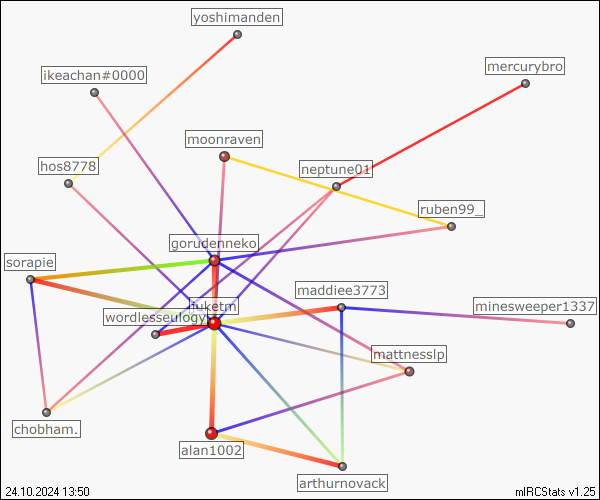 yoshimanden
mercurybro
ikeachan#0000
moonraven
hos8778
neptune01
ruben99_
gorudenneko
sorapie
maddiee3773
minesweeper1337
wordlesseulogy
mattnesslp
chobham.
alan1002
arthurnovack
24.10.2024 13:50
mIRCStats v1.25